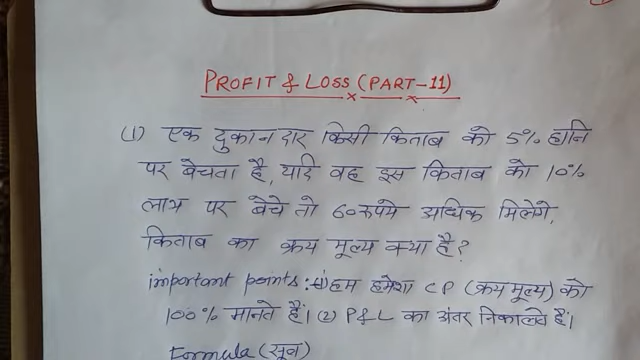 PROFIT & LOSS (PART-11)
(1) एक दुकानदार किसी किताब को 5% हानि
पर बेचता है, यदि वह इस किताब को 10%
लाभ पर बेचे तो 60 रुपये अधिक मिलेगे,
किताब का क्रय मूल्य क्या है?
important points:- (1) हम हमेशा CP (क्रय मूल्य) को
100% मानते हैं। (2) P&L का अंतर निकालते हैं।
Formula (सूत्र)